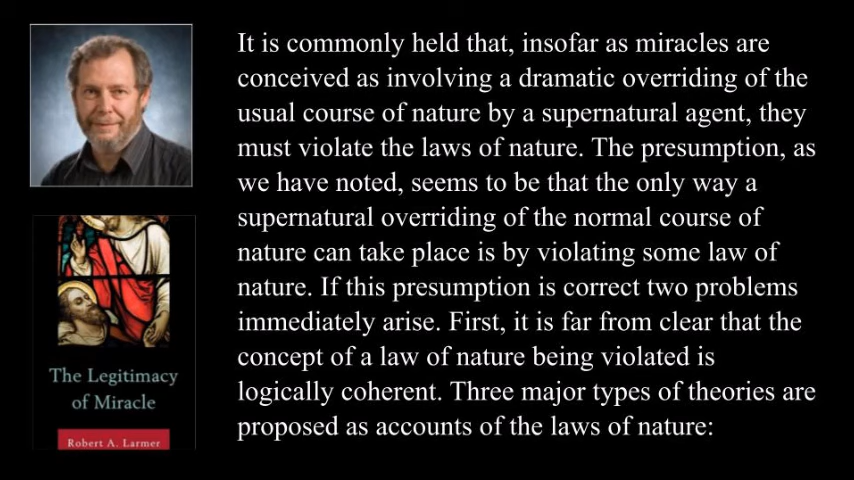 It is commonly held that, insofar as miracles are
conceived as involving a dramatic overriding of the
usual course of nature by a supernatural agent, they
must violate the laws of nature. The presumption, as
we have noted, seems to be that the only way a
supernatural overriding of the normal course of
nature can take place is by violating some law of
nature. If this presumption is correct two problems
immediately arise. First, it is far from clear that the
concept of a law of nature being violated is
logically coherent. Three major types of theories are
proposed as accounts of the laws of nature:
The Legitimacy
of Miracle
Robert A. Larmer